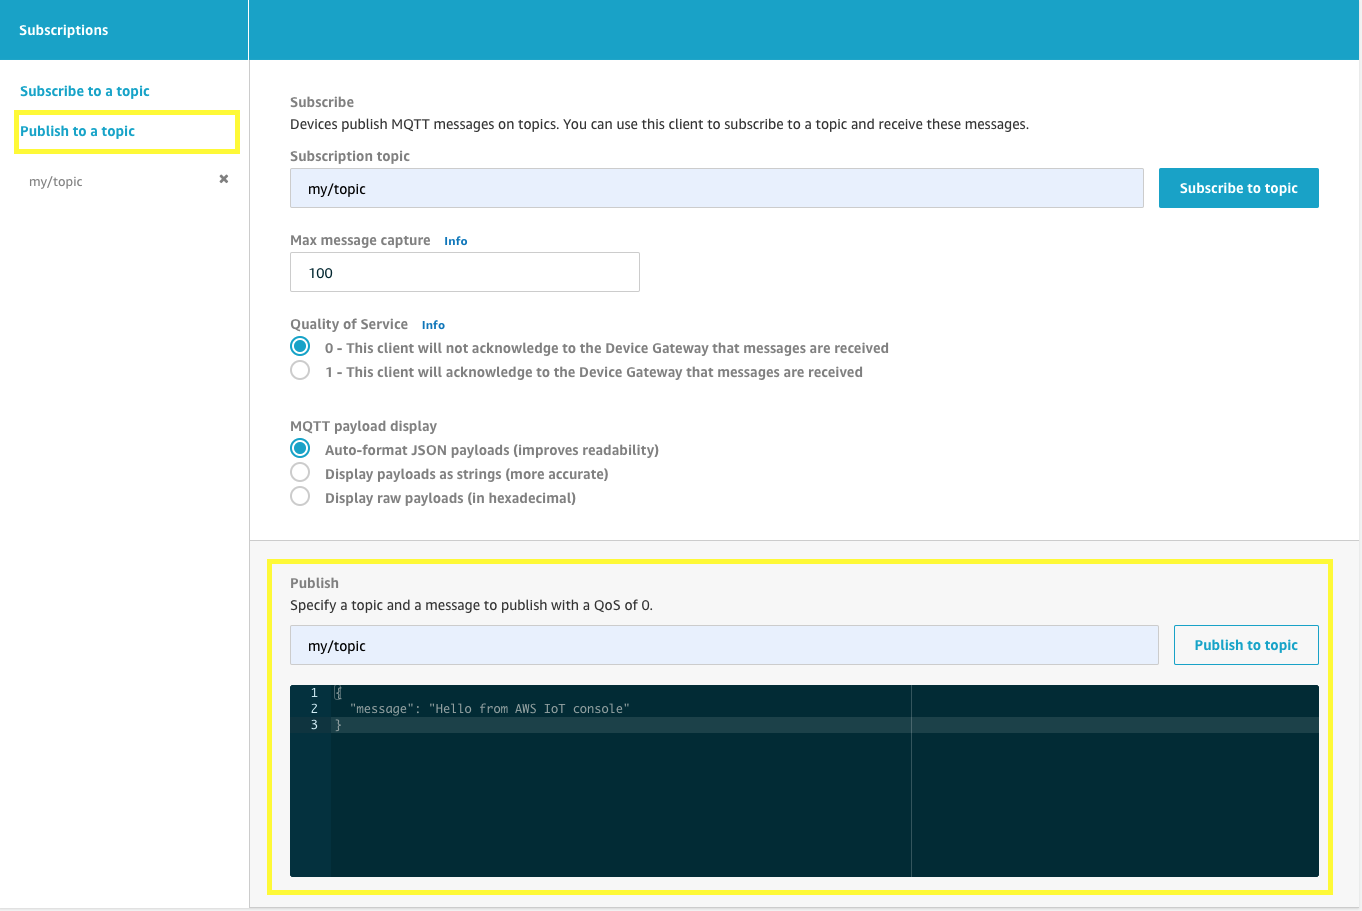 Subscriptions
Subscribe to a topic
Publish to a topic
my/topic ✖
Subscribe
Devices publish MQTT messages on topics. You can use this client to subscribe to a topic and receive these messages.
Subscription topic
my/topic
Subscribe to topic
Max message capture Info
100
Quality of Service Info
0 - This client will not acknowledge to the Device Gateway that messages are received
1 - This client will acknowledge to the Device Gateway that messages are received
MQTT payload display
Auto-format JSON payloads (improves readability)
Display payloads as strings (more accurate)
Display raw payloads (in hexadecimal)
Publish
Specify a topic and a message to publish with a QoS of 0.
my/topic
Publish to topic
1 {
2 "message": "Hello from AWS IoT console"
3 }